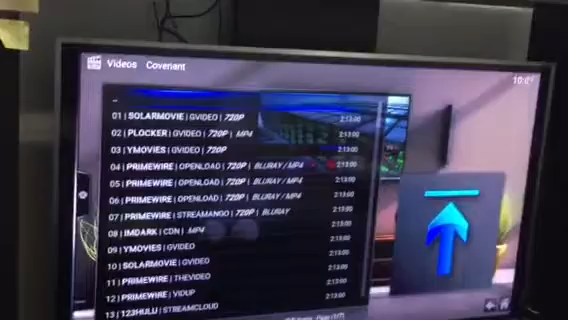 Videos Covenant
10:0
..
01 | SOLARMOVIE | GVIDEO | 720P 2:13:00
02 | PLOCKER | GVIDEO | 720P | MP4 2:13:00
03 | YMOVIES | GVIDEO | 720P 2:13:00
04 | PRIMEWIRE | OPENLOAD | 720P | BLURAY / MP4 2:13:00
05 | PRIMEWIRE | OPENLOAD | 720P | BLURAY / MP4 2:13:00
06 | PRIMEWIRE | OPENLOAD | 720P | BLURAY / MP4 2:13:00
07 | PRIMEWIRE | STREAMANGO | 720P | BLURAY 2:13:00
08 | IMDARK | CDN | .MP4 2:13:00
09 | YMOVIES | GVIDEO 2:13:00
10 | SOLARMOVIE | GVIDEO 2:13:00
11 | PRIMEWIRE | THEVIDEO 2:13:00
12 | PRIMEWIRE | VIDUP 2:13:00
13 | 123HULU | STREAMCLOUD 2:13:00